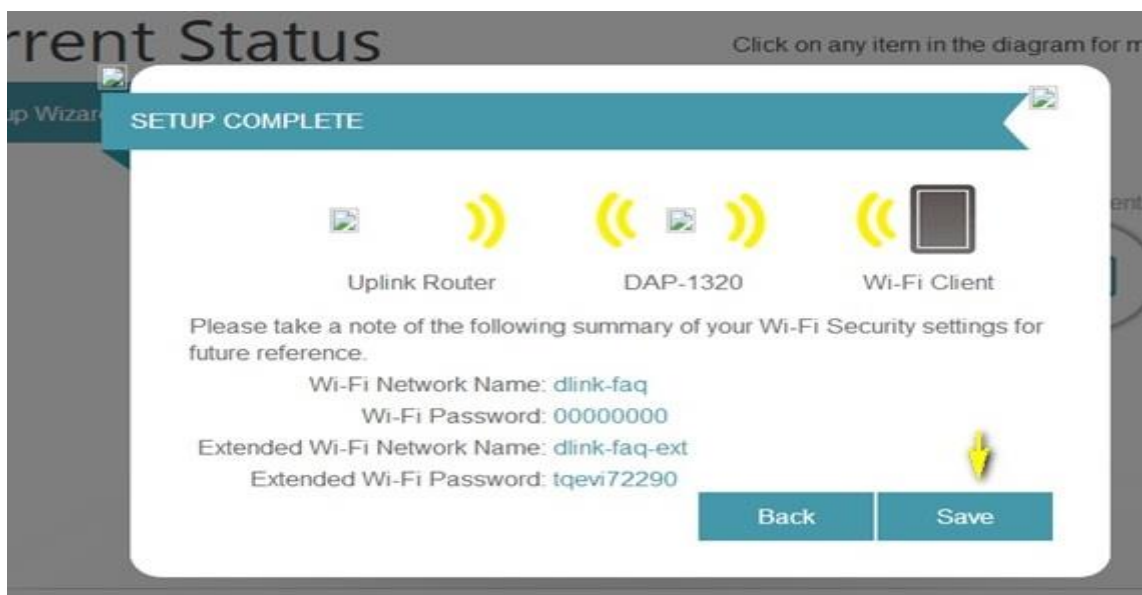 rrent Status
Click on any item in the diagram for m
up Wizar
SETUP COMPLETE
ent
Uplink Router
DAP-1320
Wi-Fi Client
Please take a note of the following summary of your Wi-Fi Security settings for
future reference.
Wi-Fi Network Name: dlink-faq
Wi-Fi Password: 00000000
Extended Wi-Fi Network Name: dlink-faq-ext
Extended Wi-Fi Password: tqevi72290
Back
Save